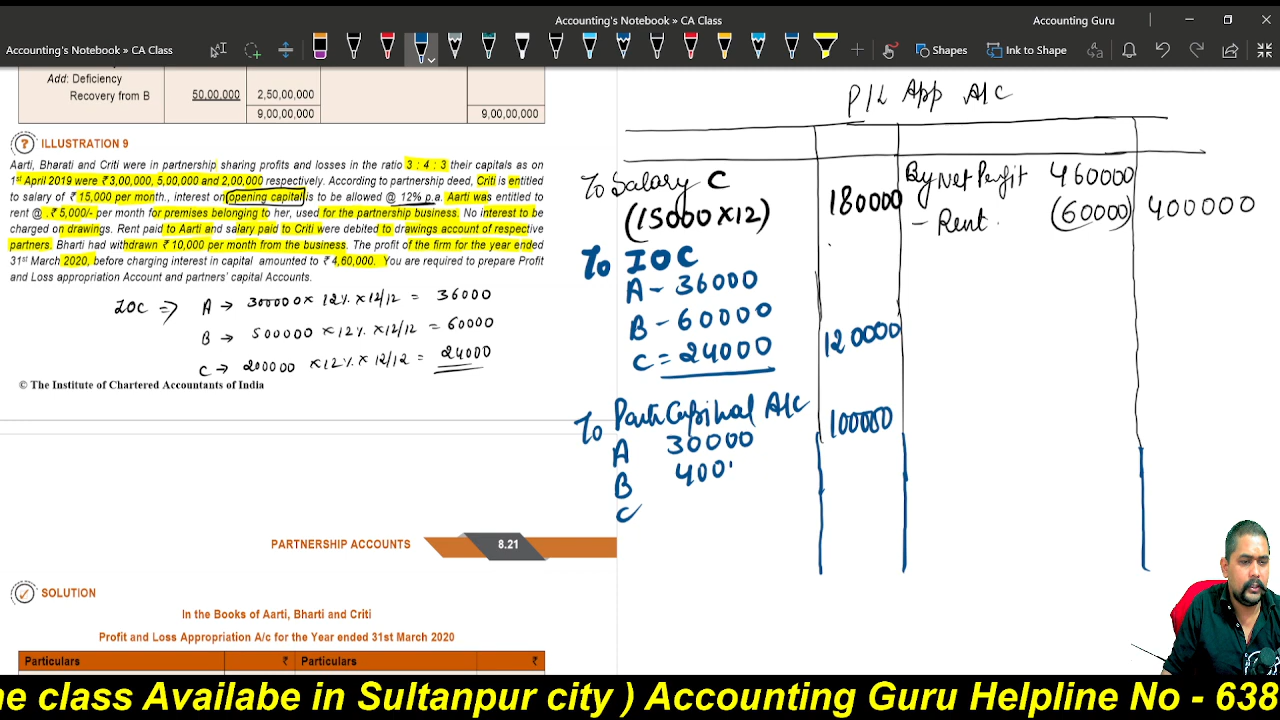 Accounting's Notebook » CA Class
Accounting Guru
Accounting's Notebook » CA Class
Shapes
Ink to Shape
Add: Deficiency
Recovery from B 50,00,000 2,50,00,000
9,00,00,000 9,00,00,000
? ILLUSTRATION 9
Aarti, Bharati and Criti were in partnership sharing profits and losses in the ratio 3 : 4 : 3 their capitals as on
1st April 2019 were ₹ 3,00,000, 5,00,000 and 2,00,000 respectively. According to partnership deed, Criti is entitled
to salary of ₹ 15,000 per month., interest on opening capital is to be allowed @ 12% p.a. Aarti was entitled to
rent @ .₹ 5,000/- per month for premises belonging to her, used for the partnership business. No interest to be
charged on drawings. Rent paid to Aarti and salary paid to Criti were debited to drawings account of respective
partners. Bharti had withdrawn ₹ 10,000 per month from the business. The profit of the firm for the year ended
31st March 2020, before charging interest in capital amounted to ₹ 4,60,000. You are required to prepare Profit
and Loss appropriation Account and partners' capital Accounts.
IOC ⇒ A → 300000 × 12% × 12/12 = 36000
B → 500000 × 12% × 12/12 = 60000
C → 200000 × 12% × 12/12 = 24000
© The Institute of Chartered Accountants of India
PARTNERSHIP ACCOUNTS 8.21
SOLUTION
In the Books of Aarti, Bharti and Criti
Profit and Loss Appropriation A/c for the Year ended 31st March 2020
Particulars ₹ Particulars ₹
P/L App A/C
To Salary C 180000
(15000×12)
By Net Profit 460000
- Rent (60000) 400000
To IOC
A - 36000
B - 60000
C = 24000 120000
To Part Capital A/c 100000
A 30000
B 400
C
ne class Availabe in Sultanpur city ) Accounting Guru Helpline No - 638